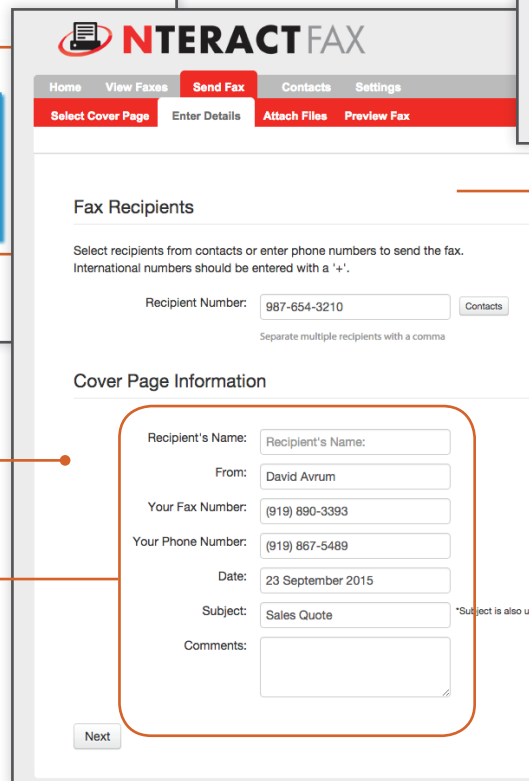 NTERACT FAX
Home View Faxes Send Fax Contacts Settings
Select Cover Page Enter Details Attach Files Preview Fax
Fax Recipients
Select recipients from contacts or enter phone numbers to send the fax.
International numbers should be entered with a '+'.
Recipient Number: 987-654-3210 Contacts
Separate multiple recipients with a comma
Cover Page Information
Recipient's Name: Recipient's Name:
From: David Avrum
Your Fax Number: (919) 890-3393
Your Phone Number: (919) 867-5489
Date: 23 September 2015
Subject: Sales Quote *Subject is also u
Comments:
Next